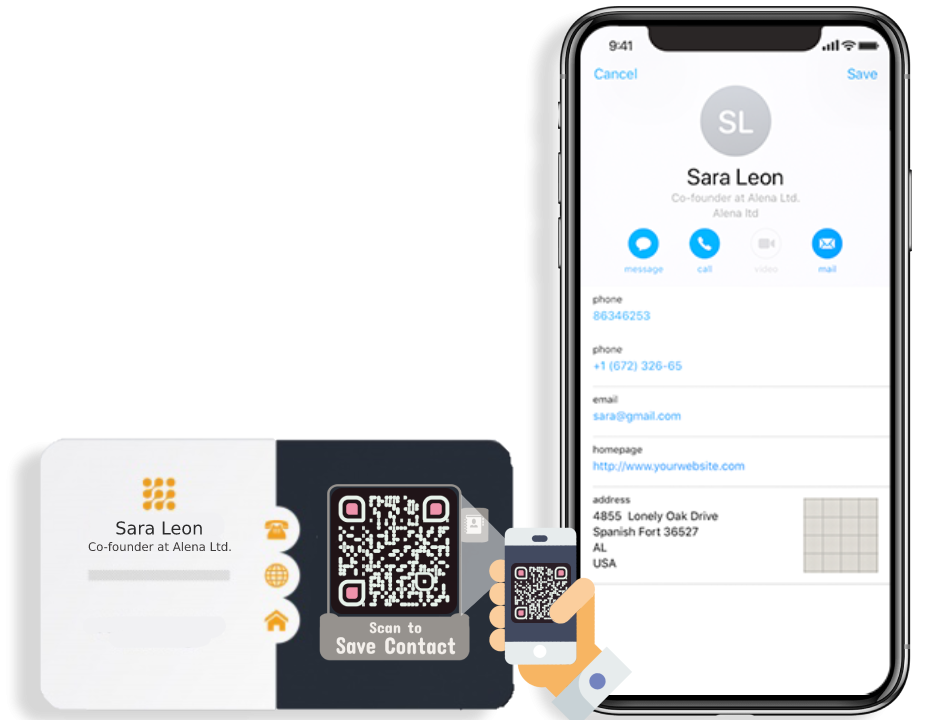 Sara Leon
Co-founder at Alena Ltd.
Scan to
Save Contact
9:41
Cancel
Save
SL
Sara Leon
Co-founder at Alena Ltd.
Alena ltd
message
call
video
mail
phone
86346253
phone
+1 (672) 326-65
email
sara@gmail.com
homepage
http://www.yourwebsite.com
address
4855 Lonely Oak Drive
Spanish Fort 36527
AL
USA